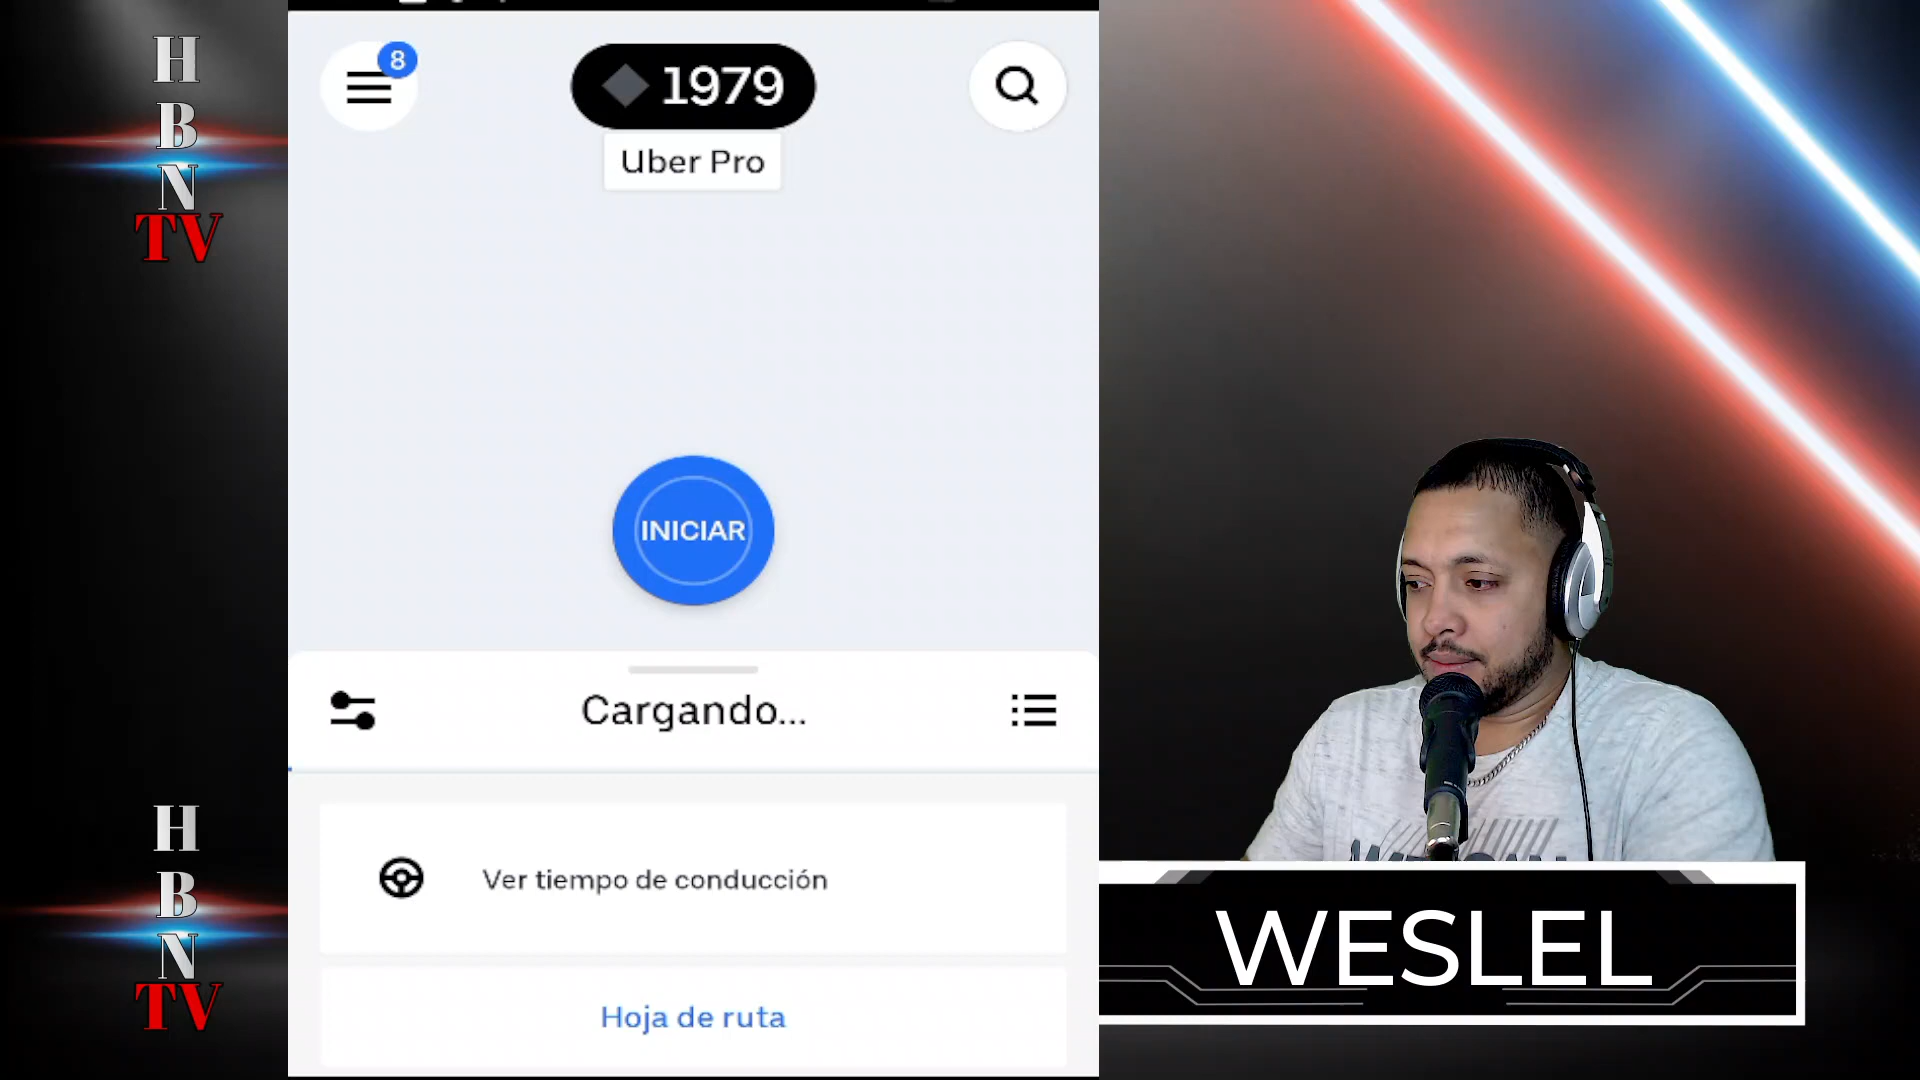 H
B
N
TV
8
1979
Uber Pro
INICIAR
Cargando...
Ver tiempo de conducción
Hoja de ruta
H
B
N
TV
WESLEL